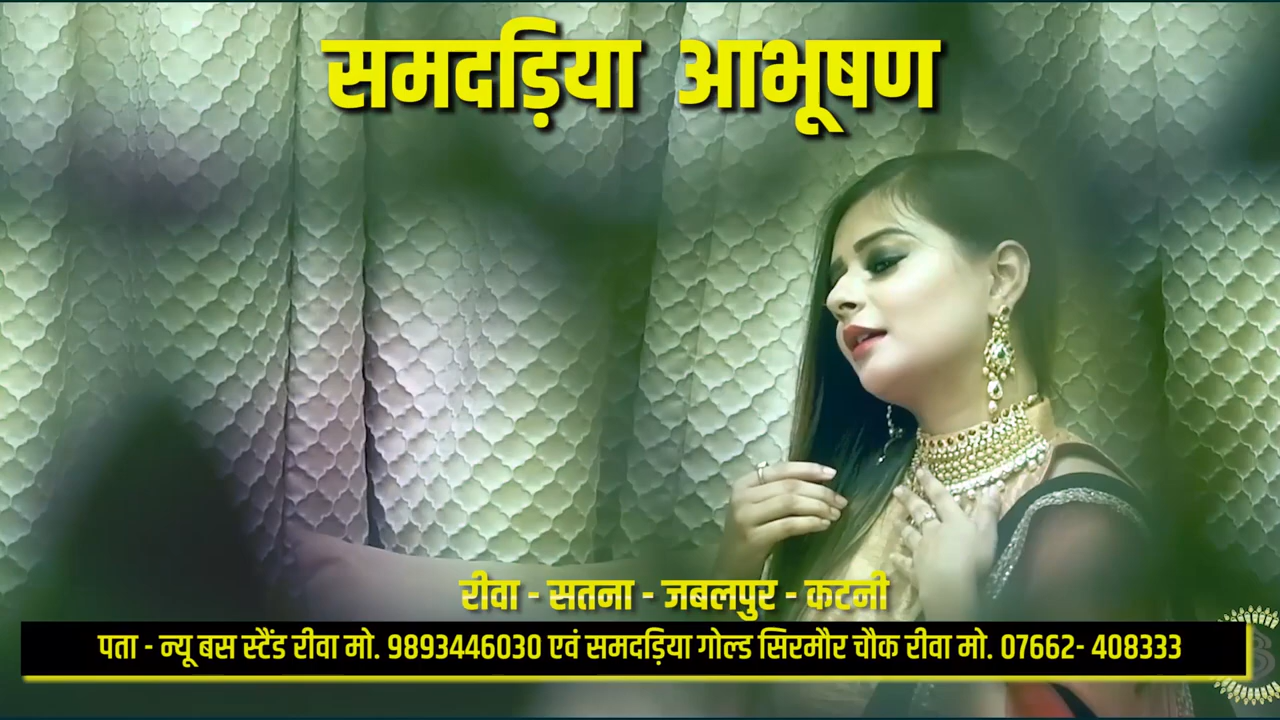 समदड़िया आभूषण
रीवा - सतना - जबलपुर - कटनी
पता - न्यू बस स्टैंड रीवा मो. 9893446030 एवं समदड़िया गोल्ड सिरमौर चौक रीवा मो. 07662- 408333